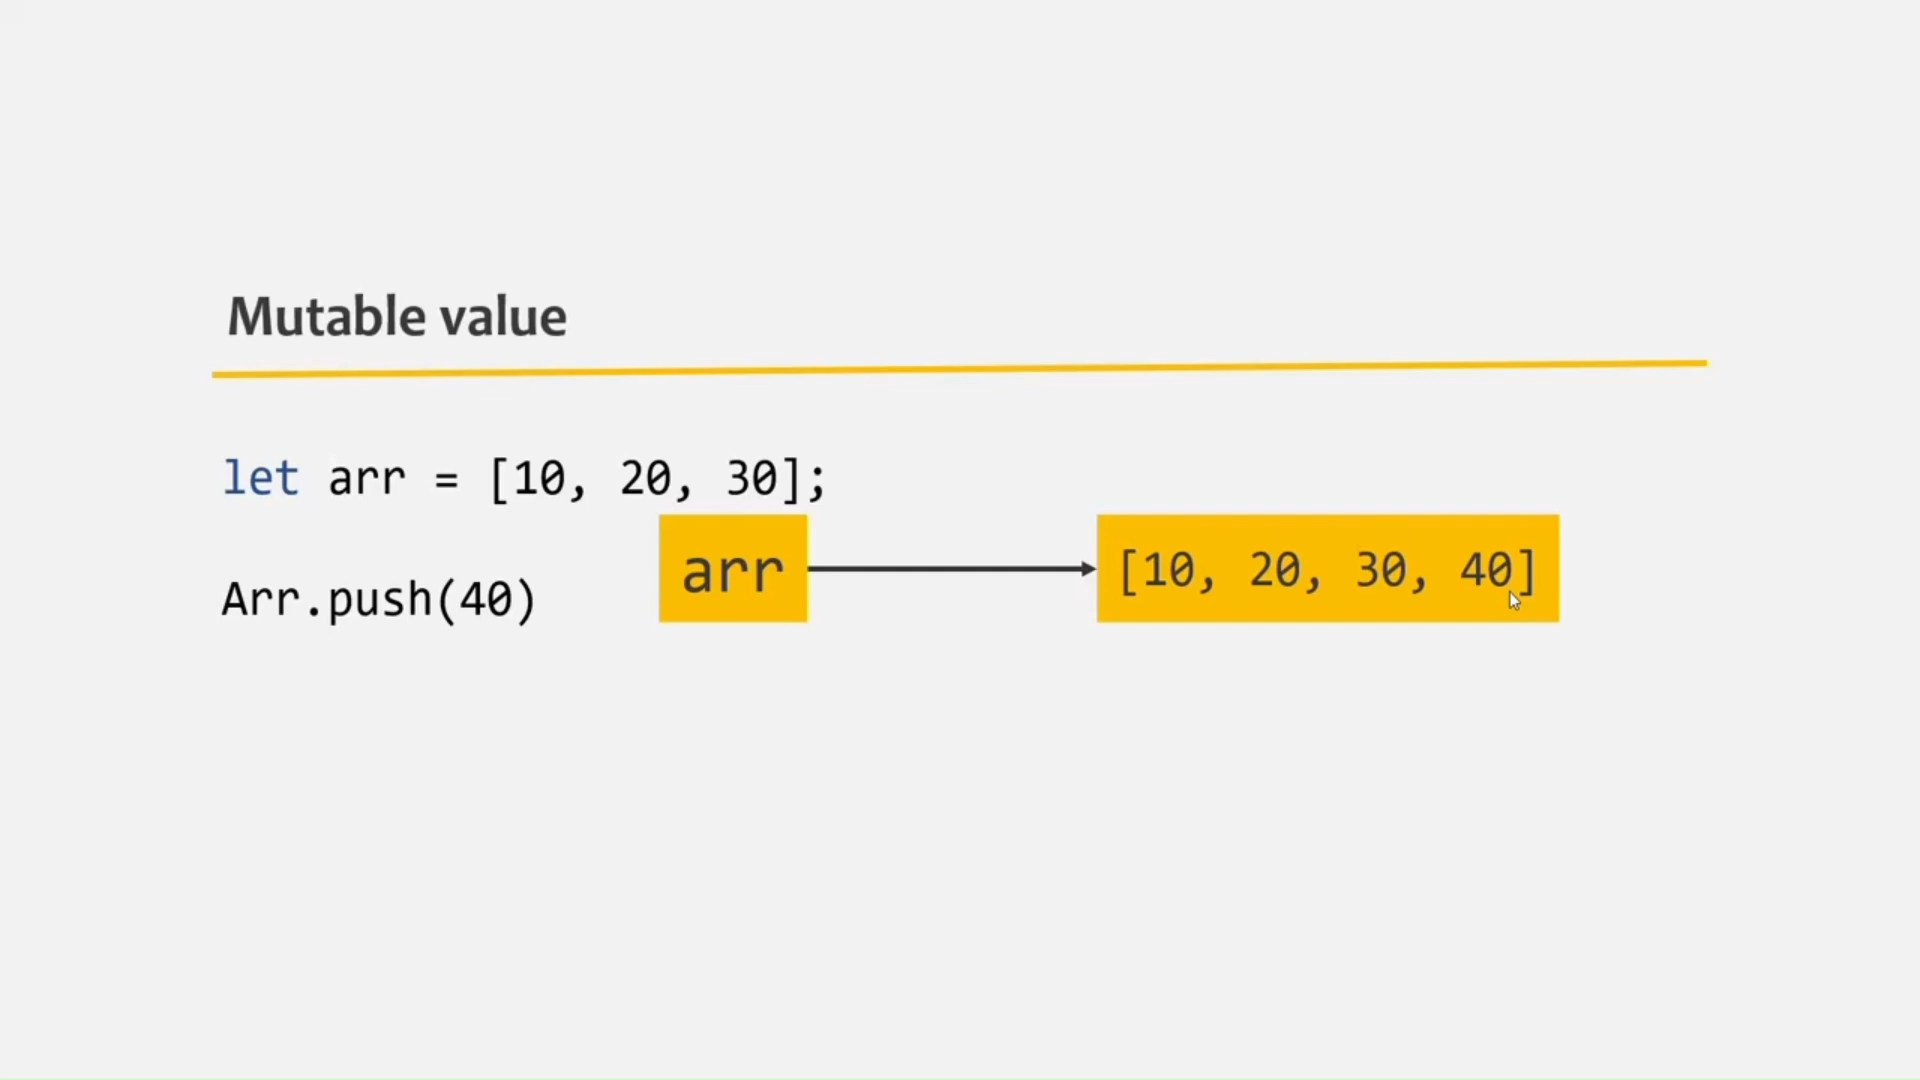 Mutable value
let arr = [10, 20, 30];
Arr.push(40)
arr
[10, 20, 30, 40]